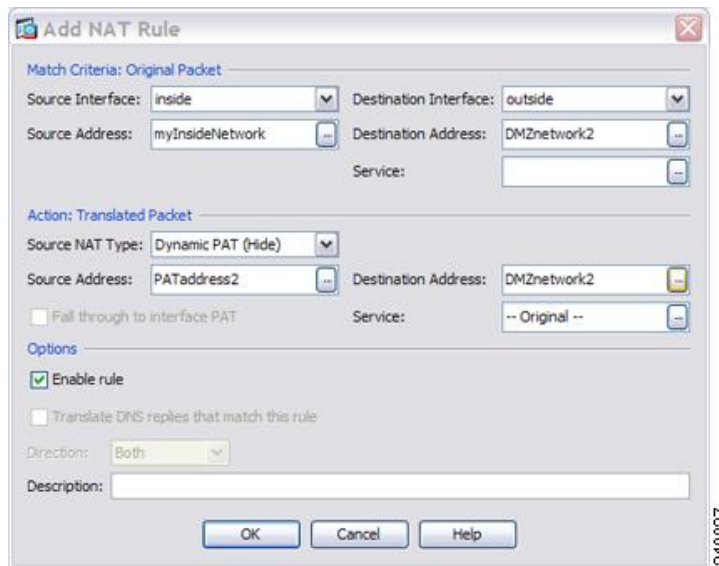 Add NAT Rule
Match Criteria: Original Packet
Source Interface: inside Destination Interface: outside
Source Address: myInsideNetwork Destination Address: DMZnetwork2
Service:
Action: Translated Packet
Source NAT Type: Dynamic PAT (Hide)
Source Address: PATaddress2 Destination Address: DMZnetwork2
Fall through to interface PAT Service: -- Original --
Options
Enable rule
Translate DNS replies that match this rule
Direction: Both
Description:
OK Cancel Help